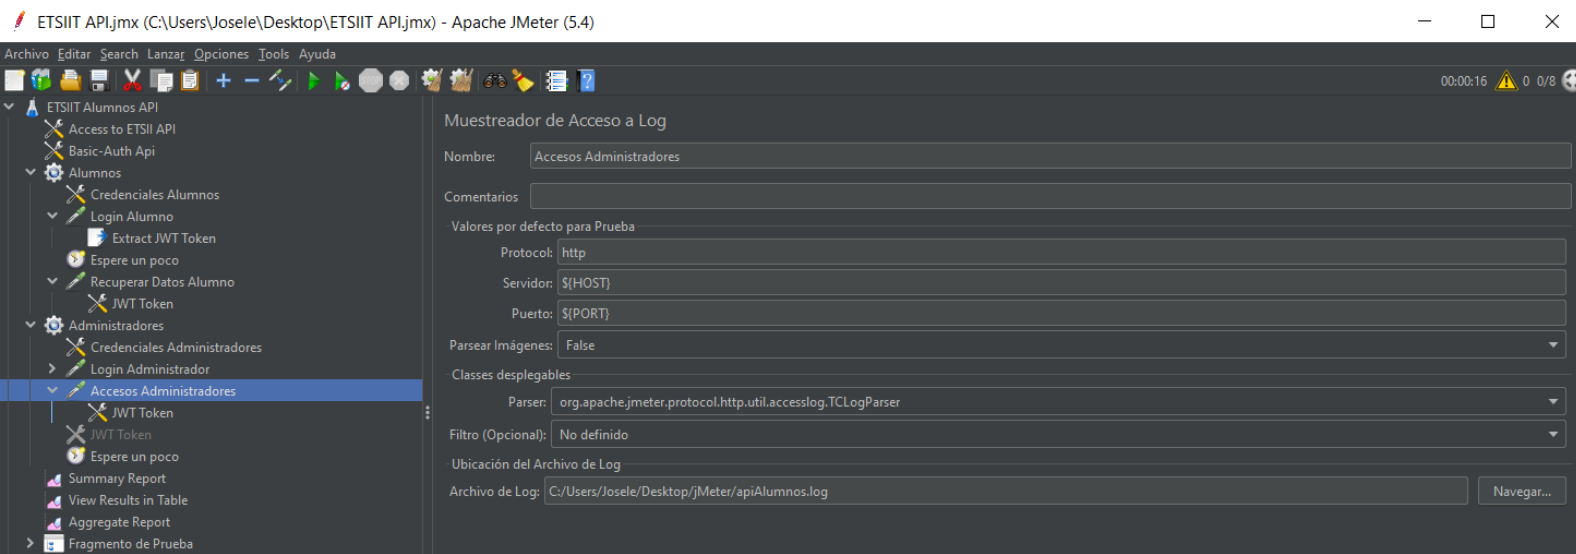 ETSIIT API.jmx (C:\Users\Josele\Desktop\ETSIIT API.jmx) - Apache JMeter (5.4)
Archivo Editar Search Lanzar Opciones Tools Ayuda
00:00:16 0 0/8
ETSIIT Alumnos API
Access to ETSII API
Basic-Auth Api
Alumnos
Credenciales Alumnos
Login Alumno
Extract JWT Token
Espere un poco
Recuperar Datos Alumno
JWT Token
Administradores
Credenciales Administradores
Login Administrador
Accesos Administradores
JWT Token
JWT Token
Espere un poco
Summary Report
View Results in Table
Aggregate Report
Fragmento de Prueba
Muestreador de Acceso a Log
Nombre: Accesos Administradores
Comentarios
Valores por defecto para Prueba
Protocol: http
Servidor: ${HOST}
Puerto: ${PORT}
Parsear Imágenes: False
Classes desplegables
Parser: org.apache.jmeter.protocol.http.util.accesslog.TCLogParser
Filtro (Opcional): No definido
Ubicación del Archivo de Log
Archivo de Log: C:/Users/Josele/Desktop/jMeter/apiAlumnos.log Navegar...